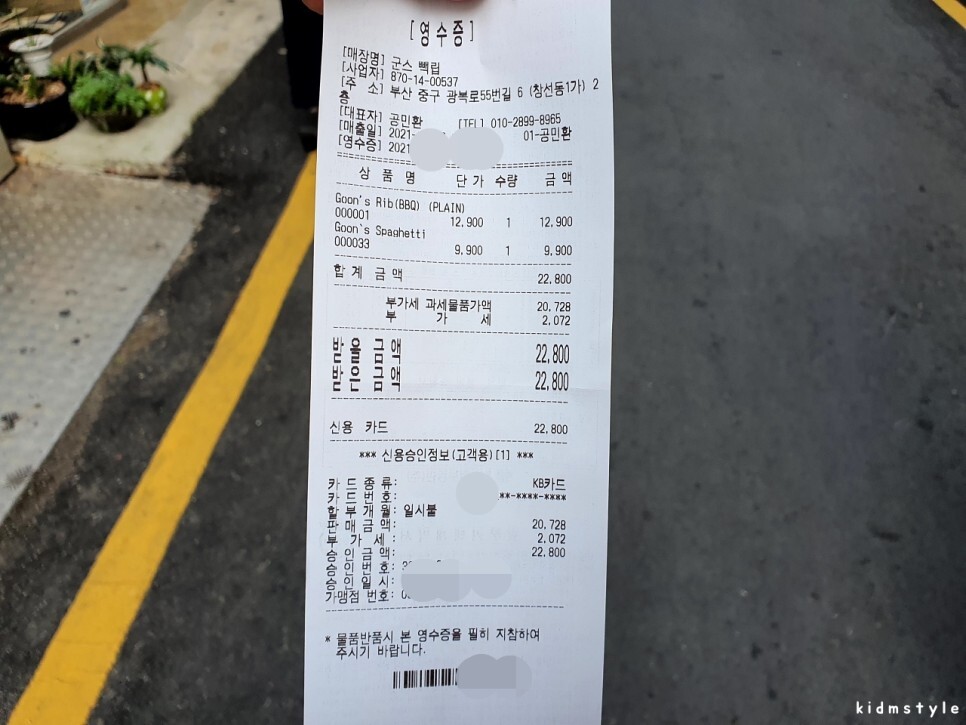 [영수증]
[매장명] 군스 빽립
[사업자] 870-14-00537
[주 소] 부산 중구 광복로55번길 6 (창선동1가) 2
층
[대표자] 공민환 [TEL] 010-2899-8965
[매출일] 2021- 01-공민환
[영수증] 2021
상 품 명 단 가 수량 금 액
Goon's Rib(BBQ) (PLAIN)
000001 12,900 1 12,900
Goon`s Spaghetti
000033 9,900 1 9,900
합 계 금 액 22,800
부가세 과세물품가액 20,728
부 가 세 2,072
받 을 금 액 22,800
받 은 금 액 22,800
신용 카드 22,800
*** 신용승인정보(고객용)[1] ***
카 드 종 류: KB카드
카 드 번 호: **-****-****
할 부 개 월: 일시불
판 매 금 액: 20,728
부 가 세 : 2,072
승 인 금 액: 22,800
승 인 번 호:
승 인 일 시:
가맹점 번호:
* 물품반품시 본 영수증을 필히 지참하여
주시기 바랍니다.
kidmstyle